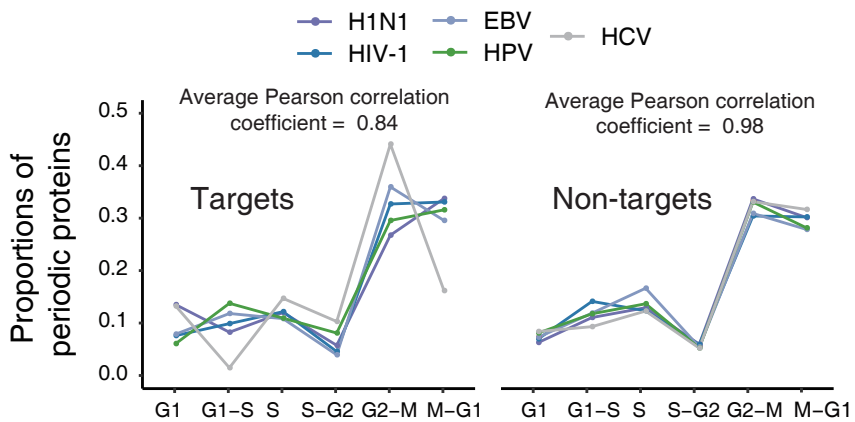 H1N1
EBV
HCV
HIV-1
HPV
Average Pearson correlation
coefficient = 0.84
Average Pearson correlation
coefficient = 0.98
Proportions of
periodic proteins
0.5
0.4
0.3
0.2
0.1
0.0
Targets
Non-targets
G1 G1–S S S–G2 G2–M M–G1
G1 G1–S S S–G2 G2–M M–G1